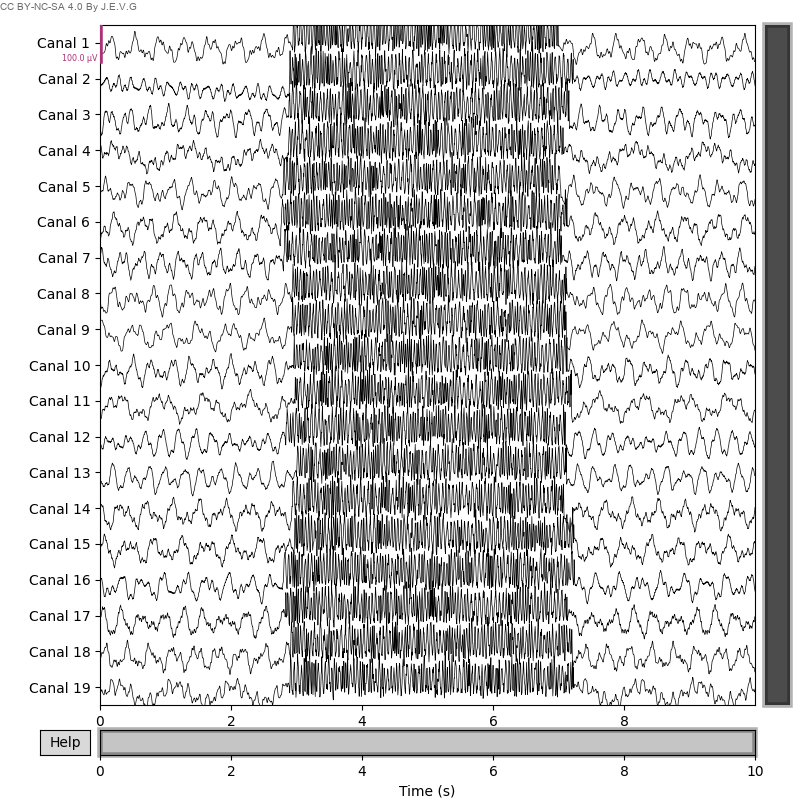 CC BY-NC-SA 4.0 By J.E.V.G
Canal 1
100.0 µV
Canal 2
Canal 3
Canal 4
Canal 5
Canal 6
Canal 7
Canal 8
Canal 9
Canal 10
Canal 11
Canal 12
Canal 13
Canal 14
Canal 15
Canal 16
Canal 17
Canal 18
Canal 19
0 2 4 6 8
Help
0 2 4 6 8 10
Time (s)